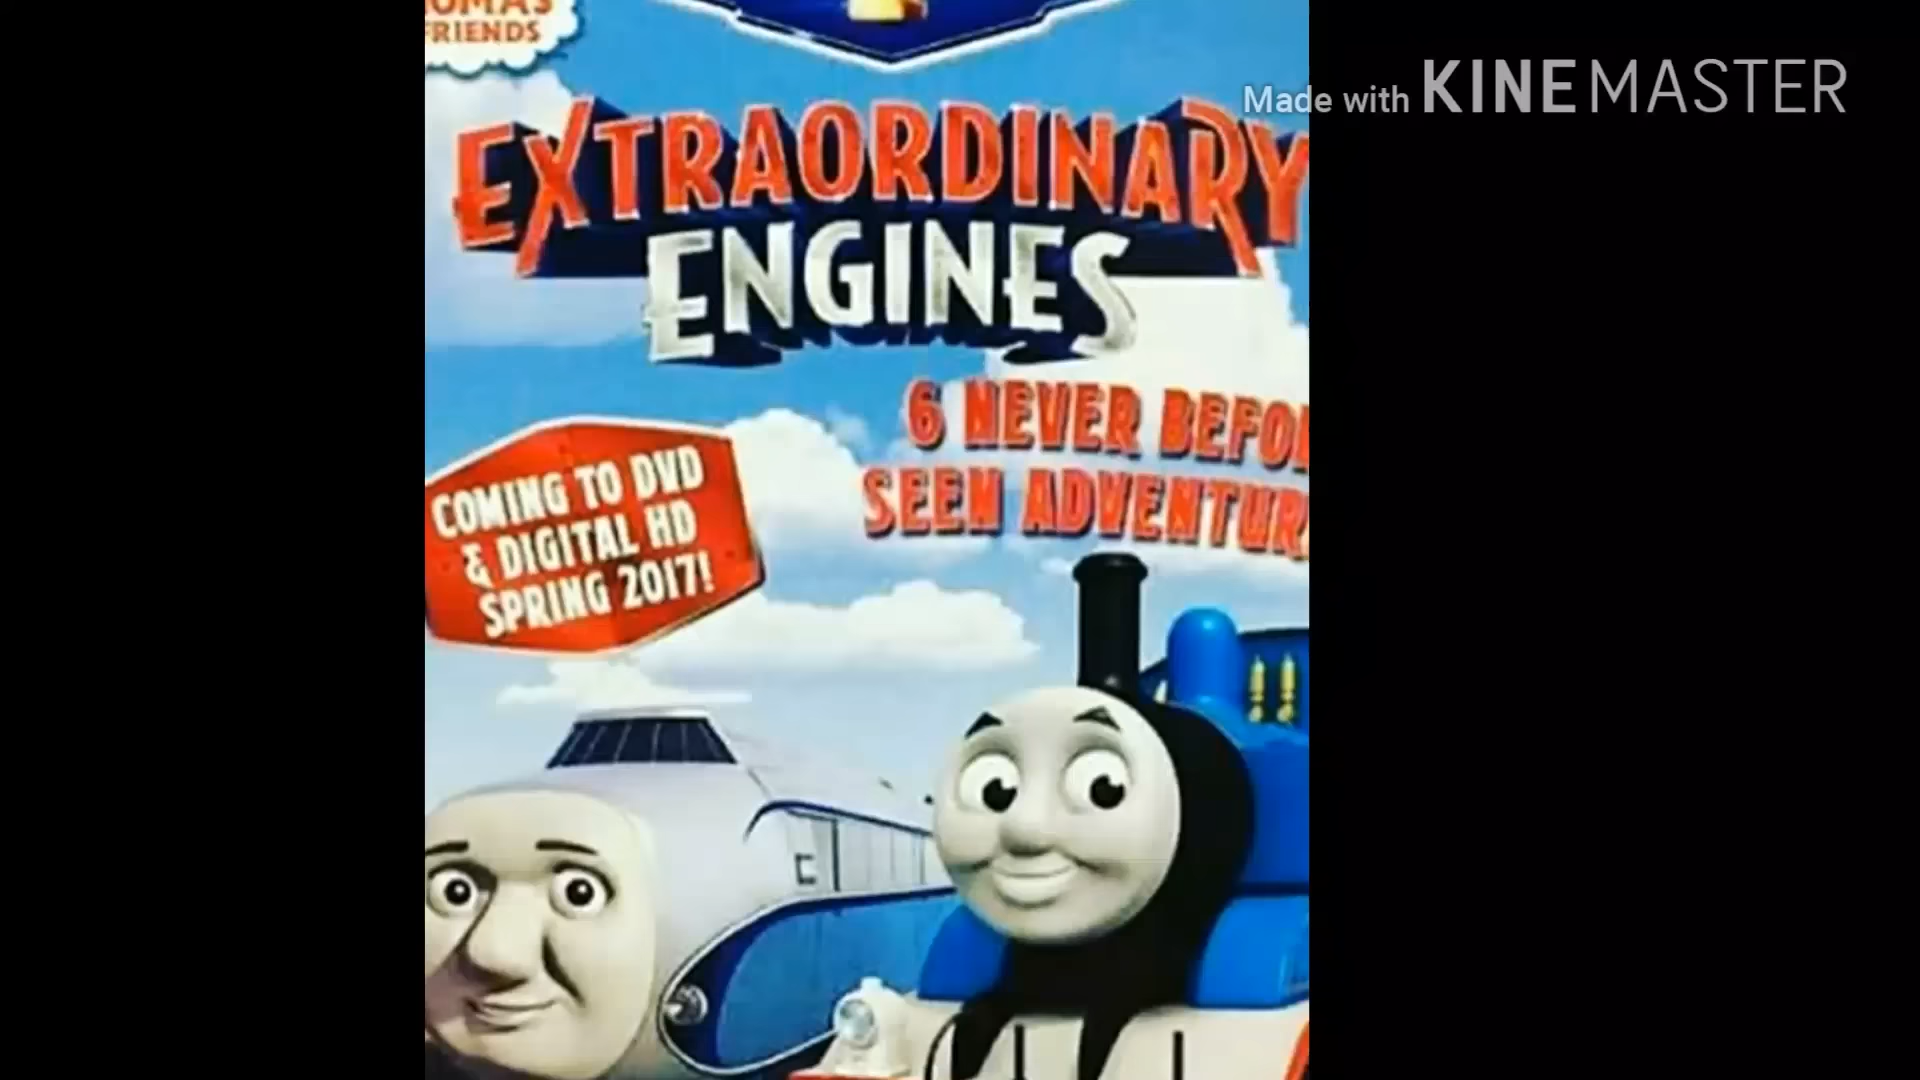 FRIENDS
Made with KINEMASTER
EXTRAORDINARY
ENGINES
6 NEVER
SEEN
COMING TO DVD
& DIGITAL HD
SPRING 2017!